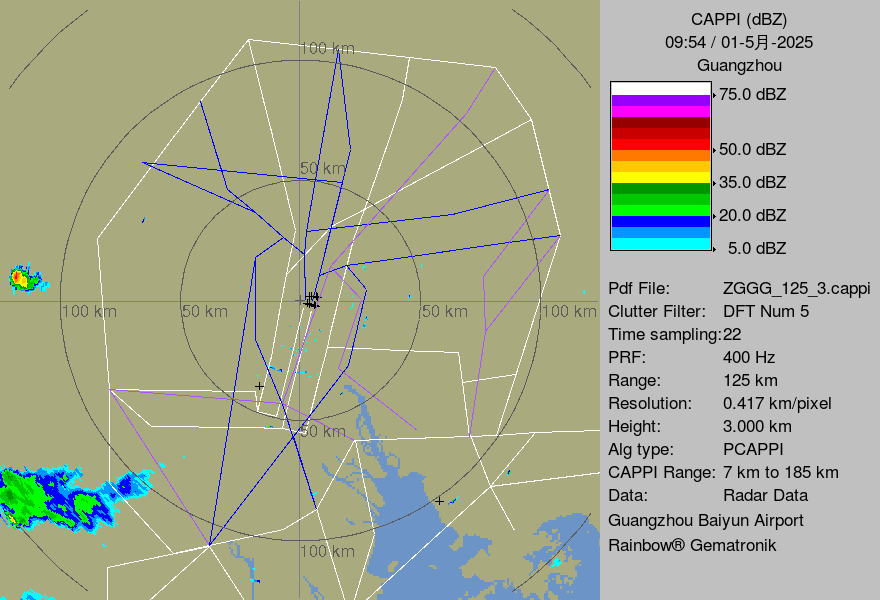 CAPPI (dBZ)
09:54 / 01-5月-2025
Guangzhou
75.0 dBZ
50.0 dBZ
35.0 dBZ
20.0 dBZ
5.0 dBZ
100 km
50 km
100 km
50 km
50 km
100 km
50 km
100 km
Pdf File: ZGGG_125_3.cappi
Clutter Filter: DFT Num 5
Time sampling:22
PRF: 400 Hz
Range: 125 km
Resolution: 0.417 km/pixel
Height: 3.000 km
Alg type: PCAPPI
CAPPI Range: 7 km to 185 km
Data: Radar Data
Guangzhou Baiyun Airport
Rainbow® Gematronik